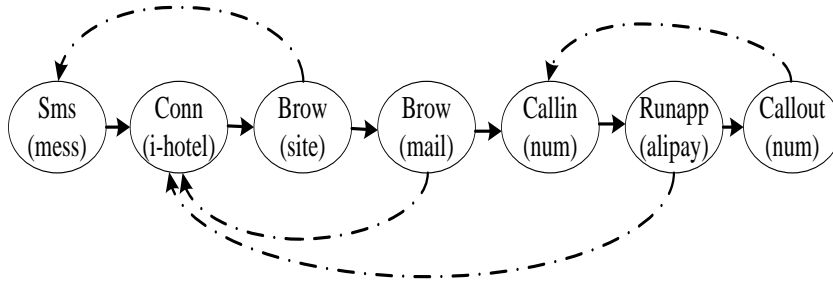 Sms
(mess)
Conn
(i-hotel)
Brow
(site)
Brow
(mail)
Callin
(num)
Runapp
(alipay)
Callout
(num)